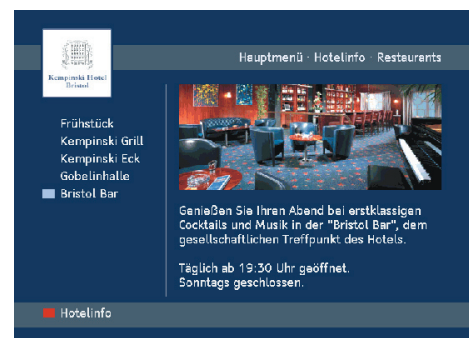 Kempinski Hotel
Bristol
Hauptmenü · Hotelinfo · Restaurants
Frühstück
Kempinski Grill
Kempinski Eck
Gobelinhalle
Bristol Bar
Genießen Sie Ihren Abend bei erstklassigen
Cocktails und Musik in der "Bristol Bar", dem
gesellschaftlichen Treffpunkt des Hotels.
Täglich ab 19:30 Uhr geöffnet.
Sonntags geschlossen.
Hotelinfo